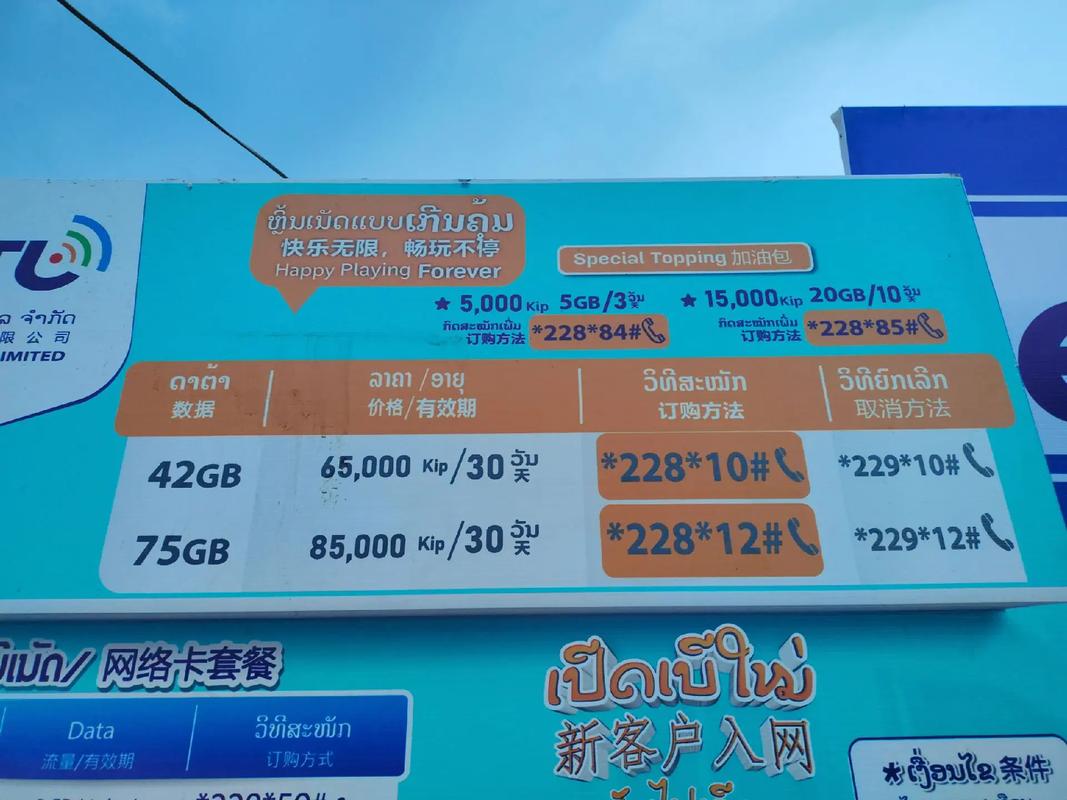 ຫຼິ້ນເນັດແບບເກີນຄຸ້ມ
快乐无限，畅玩不停
Happy Playing Forever
Special Topping 加油包
★ 5,000 Kip 5GB/3 ວັນ 天
ກົດສະໝັກເພີ່ມ
订购方法
*228*84#
★ 15,000 Kip 20GB/10 ວັນ 天
ກົດສະໝັກເພີ່ມ
订购方法
*228*85#
ຈຳກັດ
限公司
LIMITED
ດາຕ້າ ລາຄາ/ອາຍຸ ວິທີສະໝັກ ວິທີຍົກເລີກ
数据 价格/有效期 订购方法 取消方法
42GB 65,000 Kip/30 ວັນ 天 *228*10# *229*10#
75GB 85,000 Kip/30 ວັນ 天 *228*12# *229*12#
网络卡套餐
Data ວິທີສະໝັກ
流量/有效期 订购方式
ເປີດເບີໃໝ່
新客户入网
*ເງື່ອນໄຂ条件